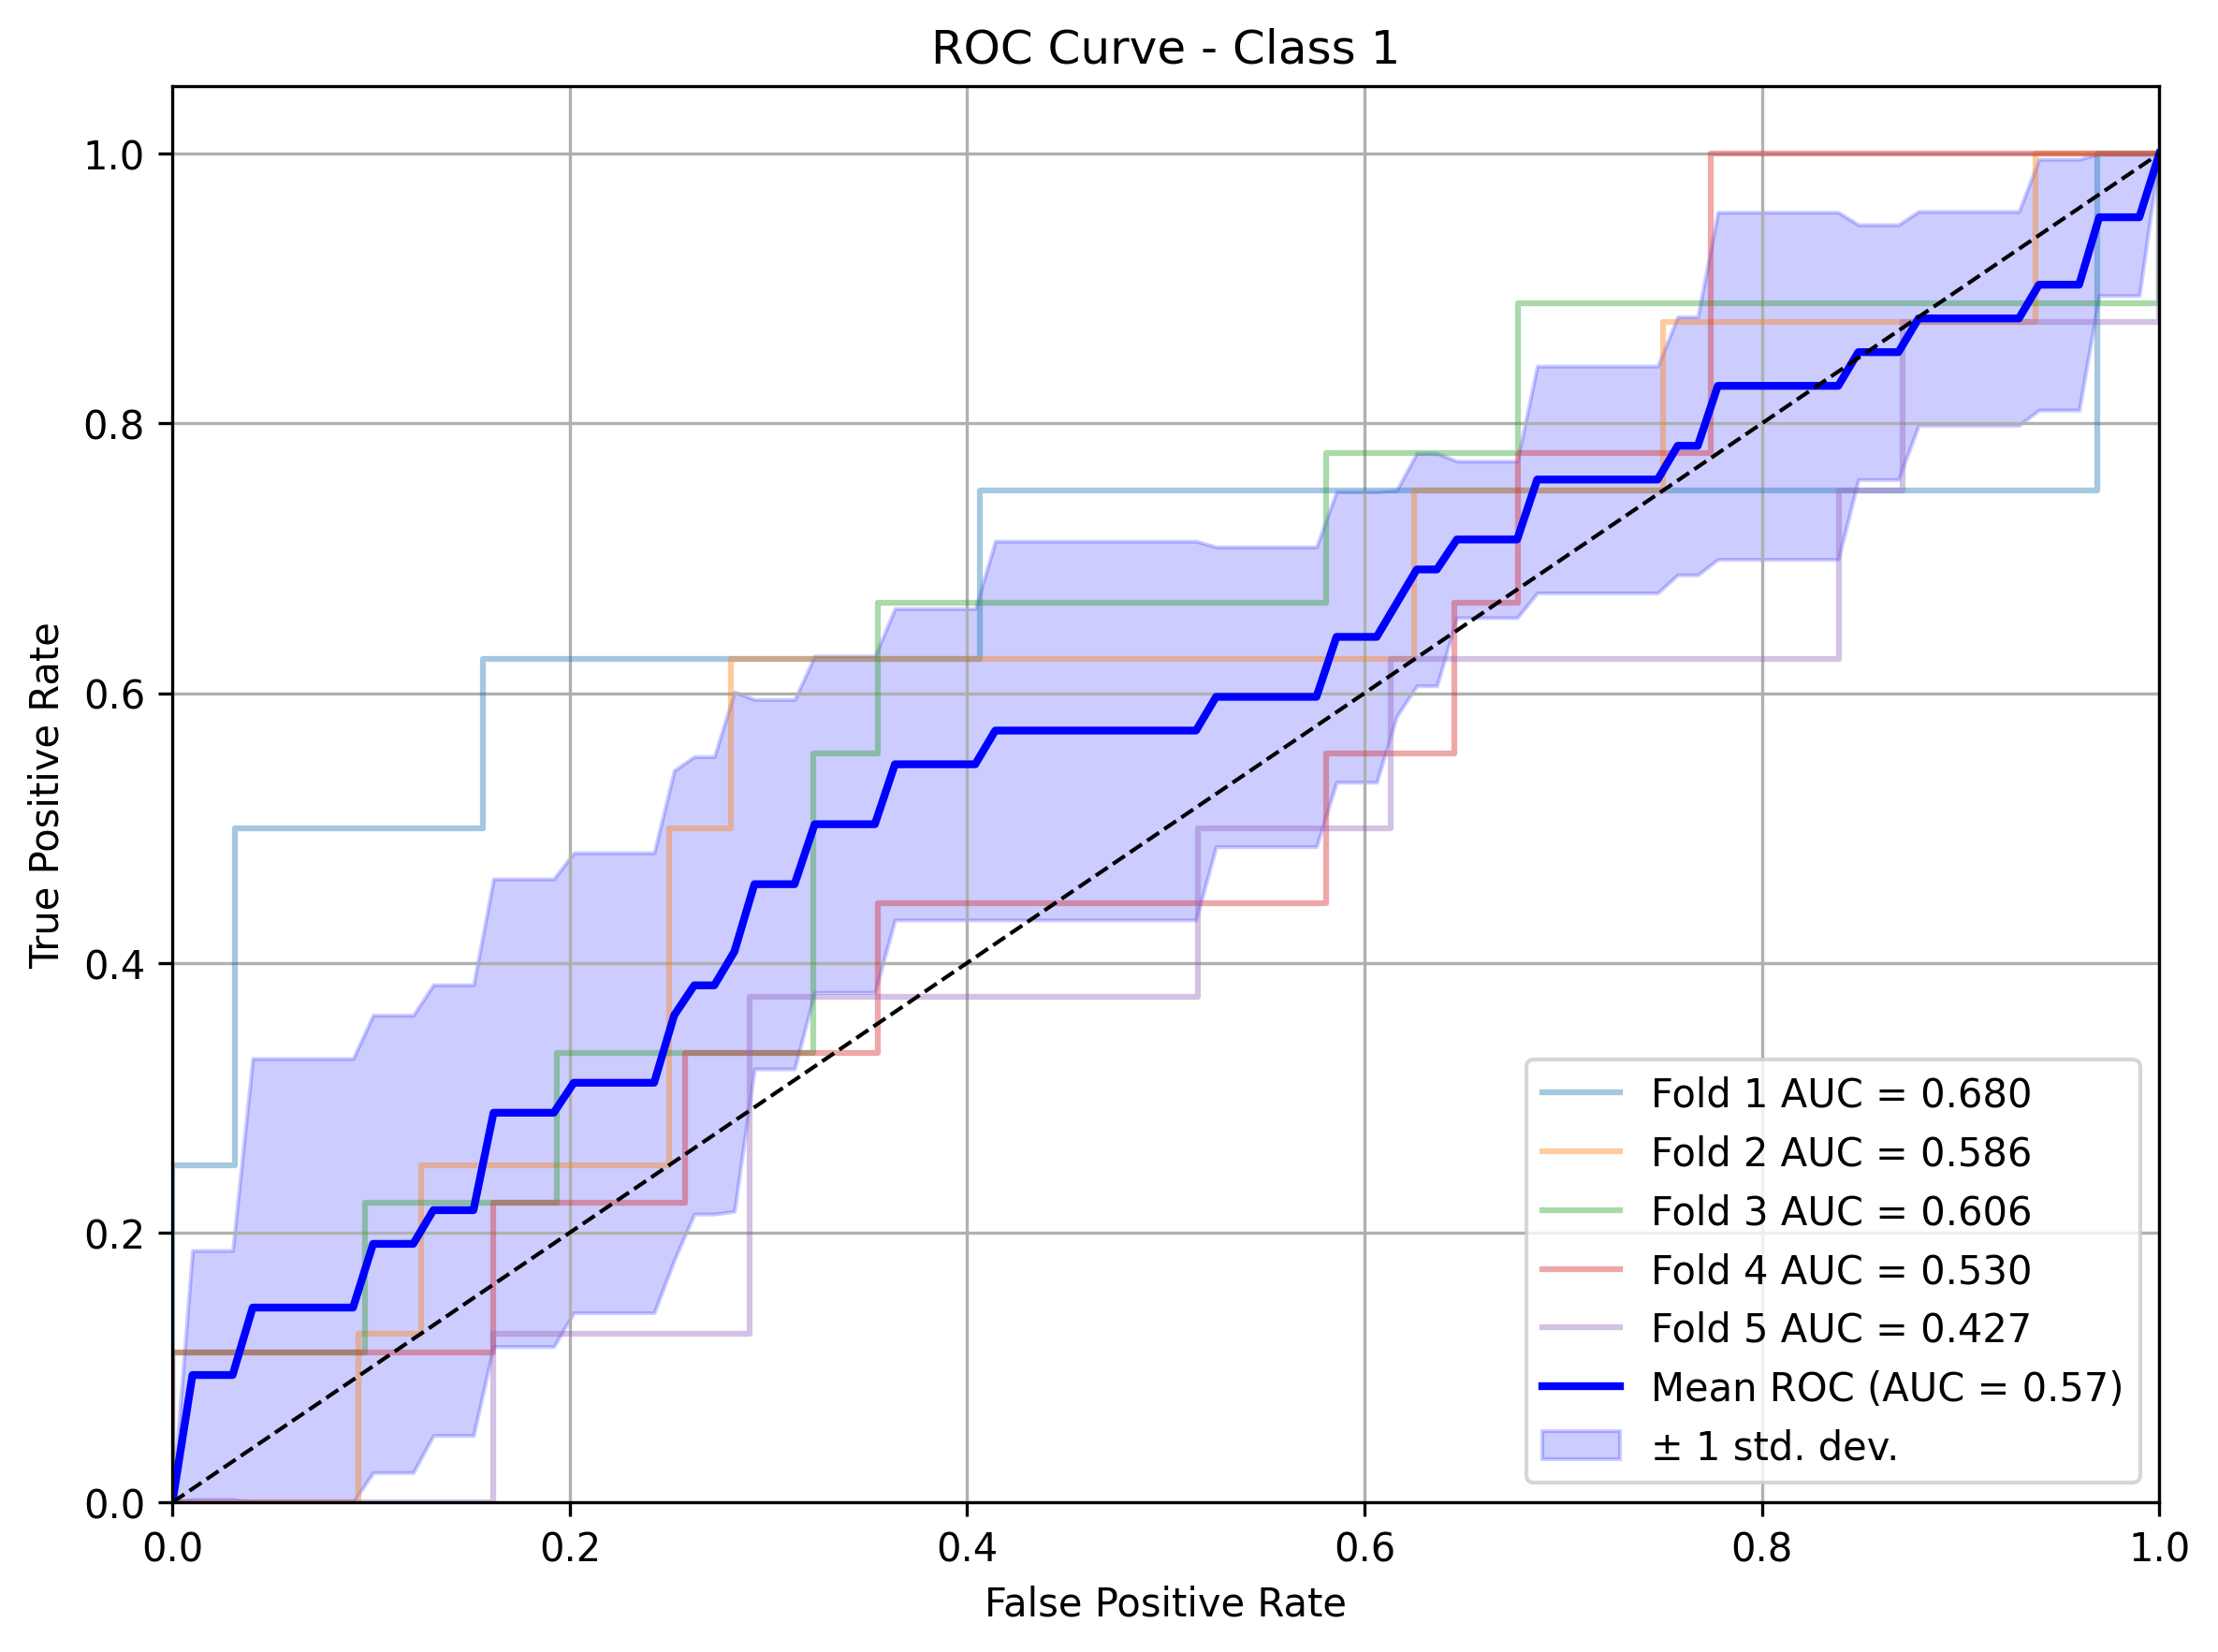 ROC Curve - Class 1
True Positive Rate
1.0
0.8
0.6
0.4
0.2
0.0
Fold 1 AUC = 0.680
Fold 2 AUC = 0.586
Fold 3 AUC = 0.606
Fold 4 AUC = 0.530
Fold 5 AUC = 0.427
Mean ROC (AUC = 0.57)
± 1 std. dev.
0.0 0.2 0.4 0.6 0.8 1.0
False Positive Rate